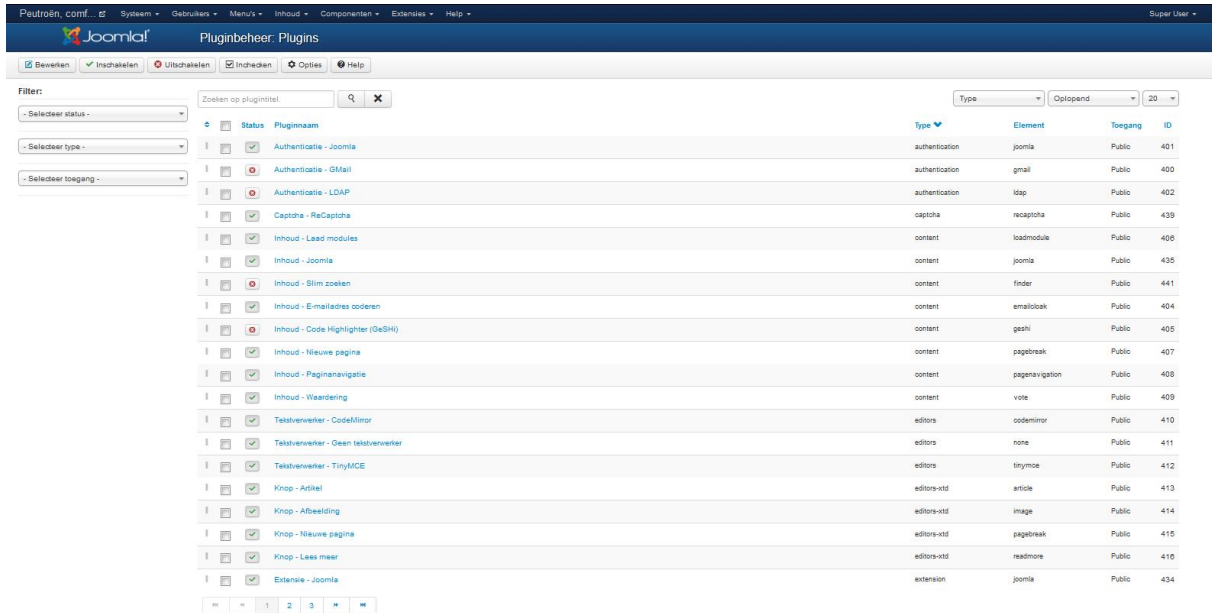 Peutroën, comf... Systeem Gebruikers Menu's Inhoud Componenten Extensies Help Super User
Joomla! Pluginbeheer: Plugins
Bewerken Inschakelen Uitschakelen Inchecken Opties Help
Filter:
- Selecteer status -
- Selecteer type -
- Selecteer toegang -
Zoeken op plugintitel. Type Oplopend 20
Status Pluginnaam Type Element Toegang ID
Authenticatie - Joomla authentication joomla Public 401
Authenticatie - GMail authentication gmail Public 400
Authenticatie - LDAP authentication ldap Public 402
Captcha - ReCaptcha captcha recaptcha Public 439
Inhoud - Laad modules content loadmodule Public 406
Inhoud - Joomla content joomla Public 435
Inhoud - Slim zoeken content finder Public 441
Inhoud - E-mailadres coderen content emailcloak Public 404
Inhoud - Code Highlighter (GeSHi) content geshi Public 405
Inhoud - Nieuwe pagina content pagebreak Public 407
Inhoud - Paginanavigatie content pagenavigation Public 408
Inhoud - Waardering content vote Public 409
Tekstverwerker - CodeMirror editors codemirror Public 410
Tekstverwerker - Geen tekstverwerker editors none Public 411
Tekstverwerker - TinyMCE editors tinymce Public 412
Knop - Artikel editors-xtd article Public 413
Knop - Afbeelding editors-xtd image Public 414
Knop - Nieuwe pagina editors-xtd pagebreak Public 415
Knop - Lees meer editors-xtd readmore Public 416
Extensie - Joomla extension joomla Public 434
1 2 3